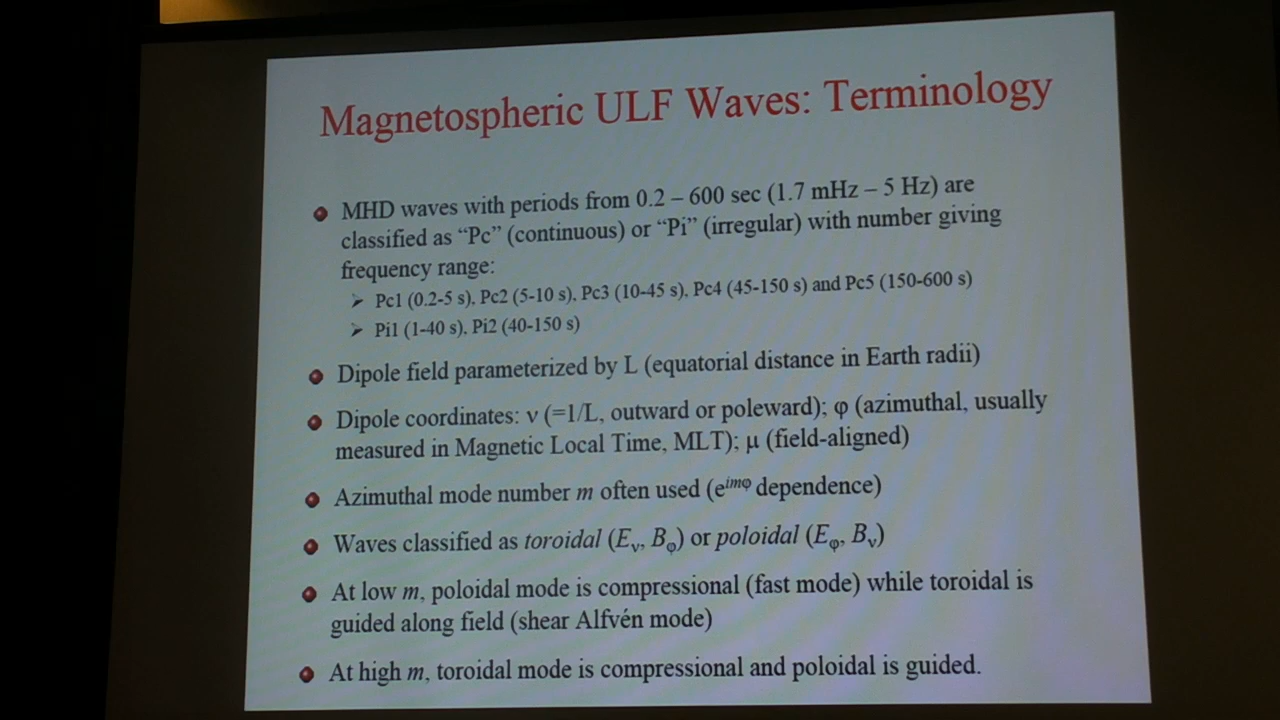 Magnetospheric ULF Waves: Terminology
MHD waves with periods from 0.2 – 600 sec (1.7 mHz – 5 Hz) are
classified as “Pc” (continuous) or “Pi” (irregular) with number giving
frequency range:
➢ Pc1 (0.2-5 s), Pc2 (5-10 s), Pc3 (10-45 s), Pc4 (45-150 s) and Pc5 (150-600 s)
➢ Pi1 (1-40 s), Pi2 (40-150 s)
Dipole field parameterized by L (equatorial distance in Earth radii)
Dipole coordinates: ν (=1/L, outward or poleward); φ (azimuthal, usually
measured in Magnetic Local Time, MLT); μ (field-aligned)
Azimuthal mode number m often used (e^{imφ} dependence)
Waves classified as toroidal (E_ν, B_φ) or poloidal (E_φ, B_ν)
At low m, poloidal mode is compressional (fast mode) while toroidal is
guided along field (shear Alfvén mode)
At high m, toroidal mode is compressional and poloidal is guided.